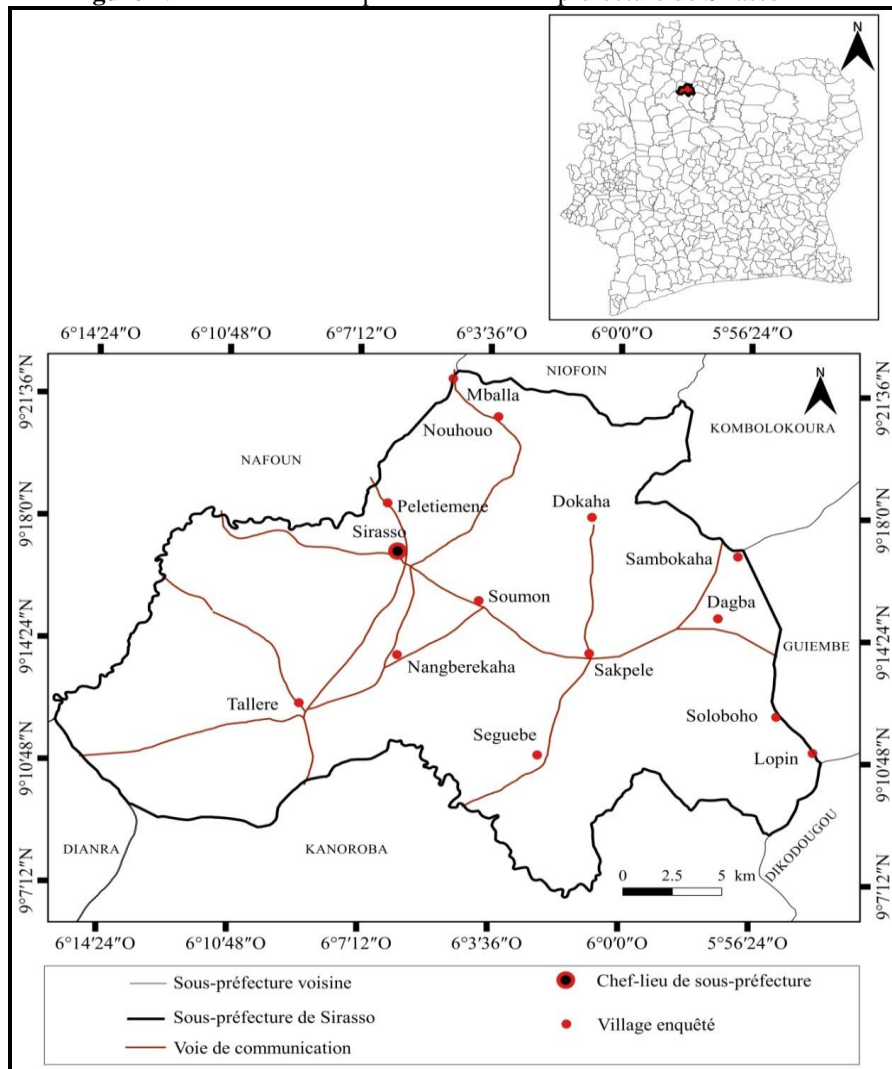 préfecture de Sirasso
N
6°14'24"O 6°10'48"O 6°7'12"O 6°3'36"O 6°0'0"O 5°56'24"O
NIOFOIN
N
9°21'36"N
9°21'36"N
Mballa
KOMBOLOKOURA
Nouhouo
NAFOUN
Peletiemene
Dokaha
9°18'0"N
9°18'0"N
Sirasso
Sambokaha
Soumon
Dagba
9°14'24"N
9°14'24"N
GUIEMBE
Nangberekaha
Sakpele
Tallere
Soloboho
Seguebe
Lopin
9°10'48"N
9°10'48"N
DIANRA
KANOROBA
DIKODOUGOU
0 2.5 5 km
9°7'12"N
9°7'12"N
6°14'24"O 6°10'48"O 6°7'12"O 6°3'36"O 6°0'0"O 5°56'24"O
Sous-préfecture voisine
Chef-lieu de sous-préfecture
Sous-préfecture de Sirasso
Village enquêté
Voie de communication